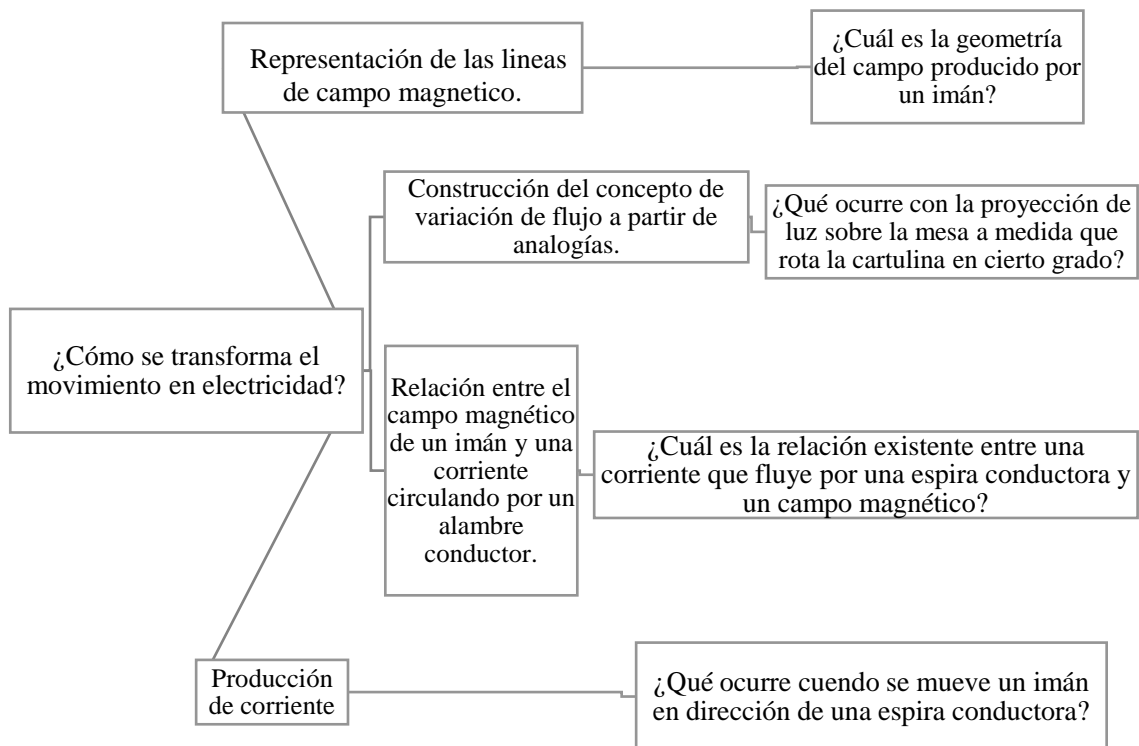 Representación de las lineas
de campo magnetico.
¿Cuál es la geometría
del campo producido por
un imán?
Construcción del concepto de
variación de flujo a partir de
analogías.
¿Qué ocurre con la proyección de
luz sobre la mesa a medida que
rota la cartulina en cierto grado?
¿Cómo se transforma el
movimiento en electricidad?
Relación entre el
campo magnético
de un imán y una
corriente
circulando por un
alambre
conductor.
¿Cuál es la relación existente entre una
corriente que fluye por una espira conductora y
un campo magnético?
Producción
de corriente
¿Qué ocurre cuendo se mueve un imán
en dirección de una espira conductora?